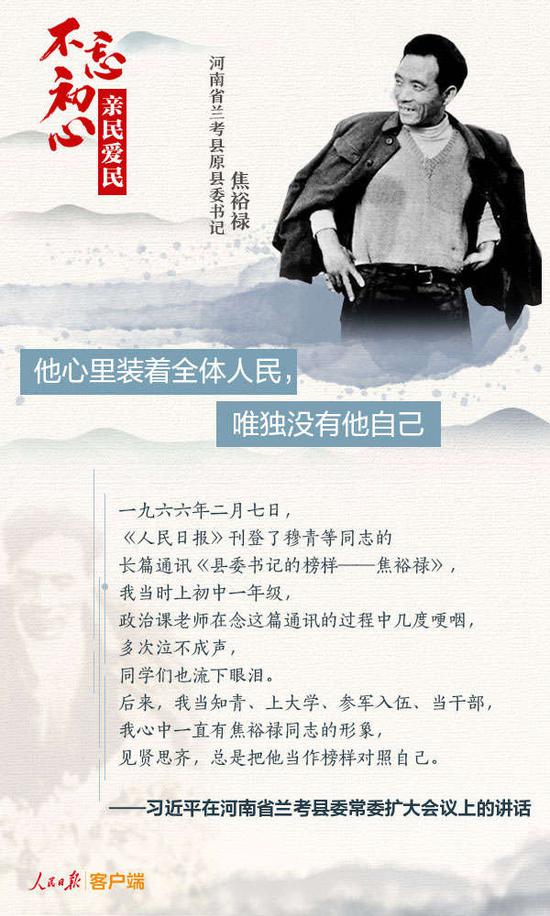 不忘初心
亲民爱民
河南省兰考县原县委书记
焦裕禄
他心里装着全体人民，
唯独没有他自己
一九六六年二月七日，
《人民日报》刊登了穆青等同志的
长篇通讯《县委书记的榜样——焦裕禄》，
我当时上初中一年级，
政治课老师在念这篇通讯的过程中几度哽咽，
多次泣不成声，
同学们也流下眼泪。
后来，我当知青、上大学、参军入伍、当干部，
我心中一直有焦裕禄同志的形象，
见贤思齐，总是把他当作榜样对照自己。
——习近平在河南省兰考县委常委扩大会议上的讲话
人民日报 客户端